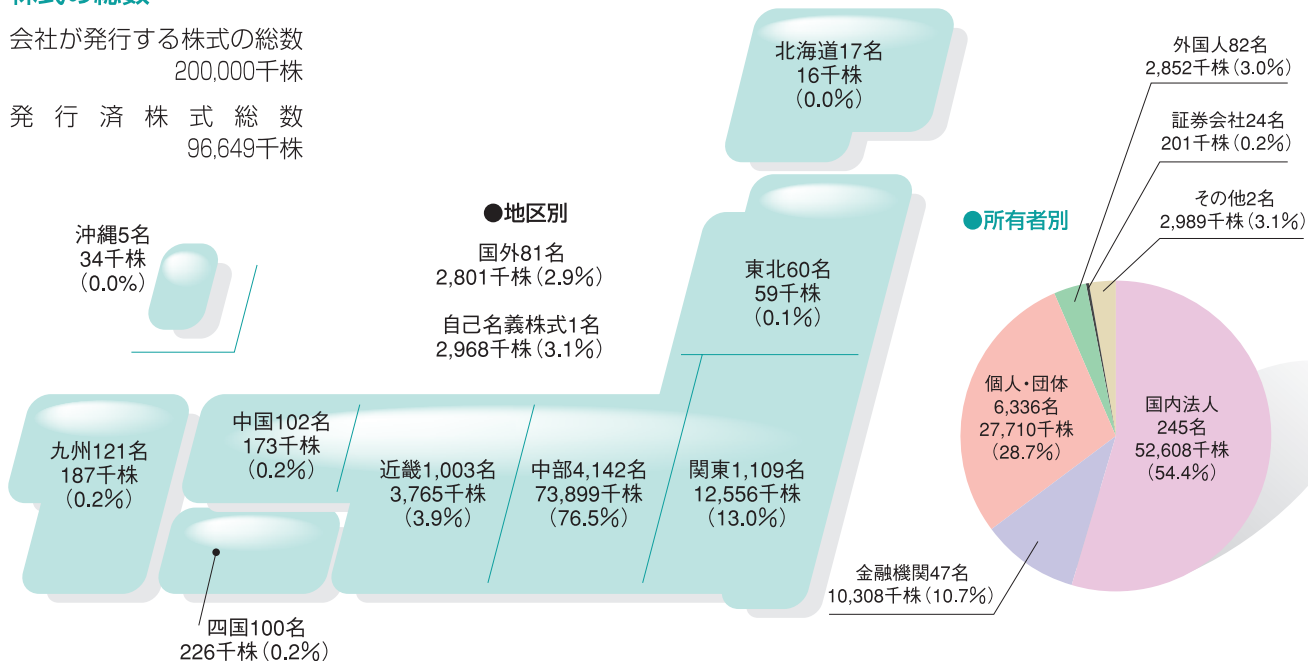 株式の総数
会社が発行する株式の総数
200,000千株
発行済株式総数
96,649千株
沖縄5名
34千株
(0.0%)
●地区別
国外81名
2,801千株(2.9%)
自己名義株式1名
2,968千株(3.1%)
北海道17名
16千株
(0.0%)
東北60名
59千株
(0.1%)
九州121名
187千株
(0.2%)
中国102名
173千株
(0.2%)
近畿1,003名
3,765千株
(3.9%)
中部4,142名
73,899千株
(76.5%)
関東1,109名
12,556千株
(13.0%)
四国100名
226千株(0.2%)
●所有者別
外国人82名
2,852千株(3.0%)
証券会社24名
201千株(0.2%)
その他2名
2,989千株(3.1%)
個人・団体
6,336名
27,710千株
(28.7%)
国内法人
245名
52,608千株
(54.4%)
金融機関47名
10,308千株(10.7%)